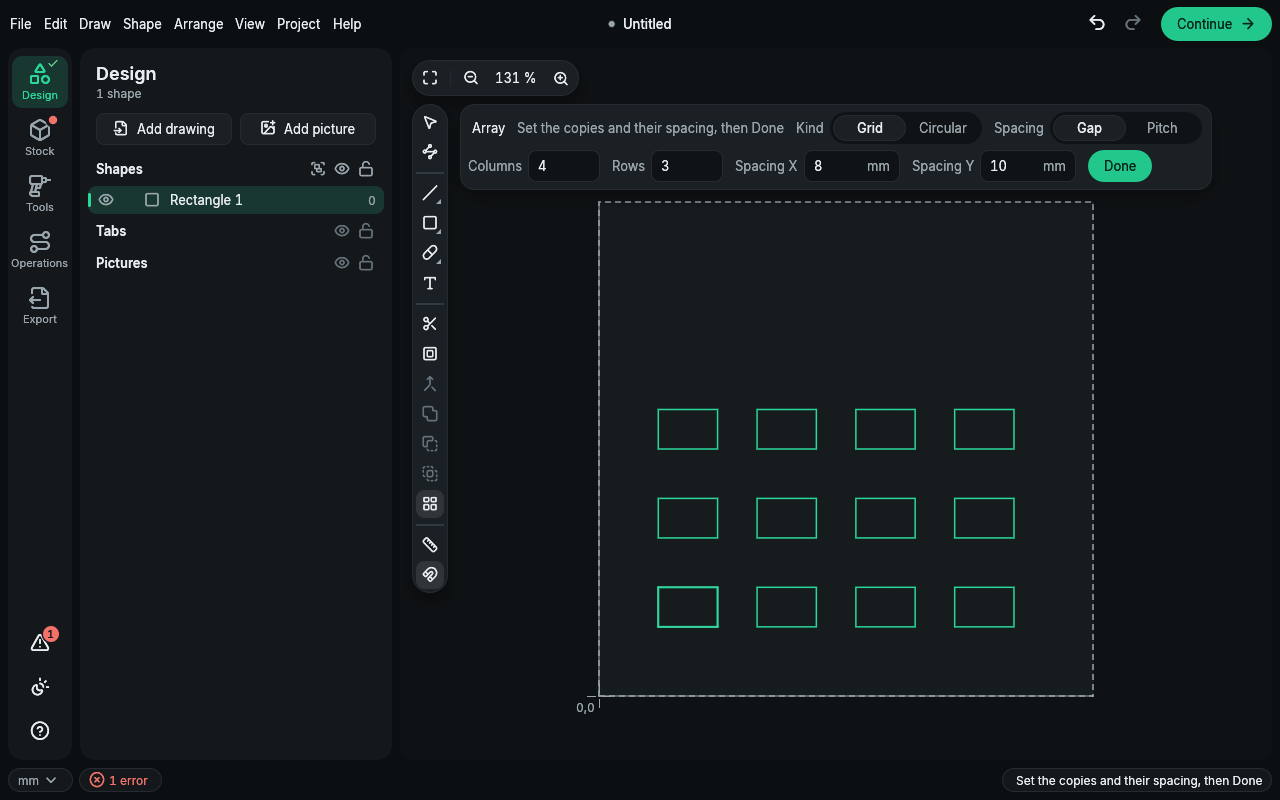 File Edit Draw Shape Arrange View Project Help
Untitled
Continue
Design
Stock
Tools
Operations
Export
1
Design
1 shape
Add drawing
Add picture
Shapes
Rectangle 1
0
Tabs
Pictures
131 %
Array Set the copies and their spacing, then Done Kind Grid Circular Spacing Gap Pitch
Columns 4 Rows 3 Spacing X 8 mm Spacing Y 10 mm Done
0,0
mm
1 error
Set the copies and their spacing, then Done